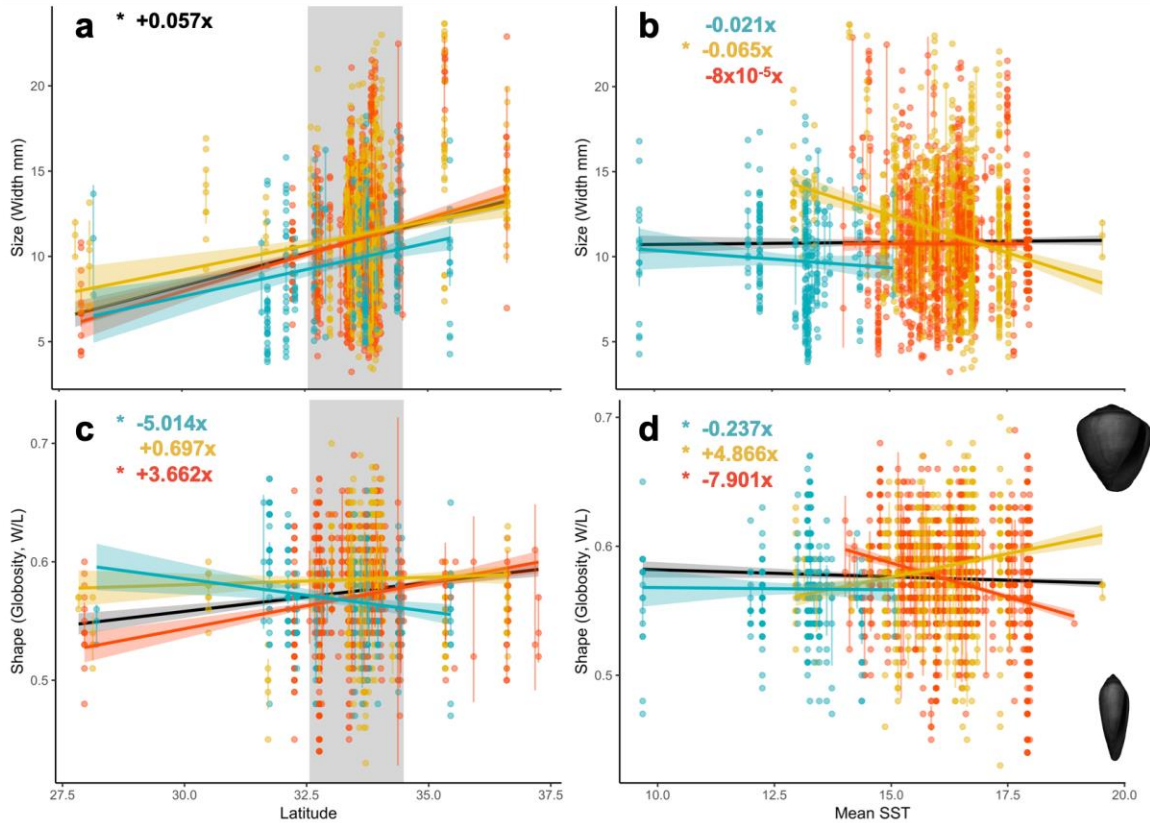 a
* +0.057x
b
-0.021x
* -0.065x
-8x10⁻⁵x
Size (Width mm)
20
15
10
5
Size (Width mm)
20
15
10
5
c
* -5.014x
+0.697x
* +3.662x
d
* -0.237x
* +4.866x
* -7.901x
Shape (Globosity, W/L)
0.7
0.6
0.5
Shape (Globosity, W/L)
0.7
0.6
0.5
27.5 30.0 32.5 35.0 37.5
Latitude
10.0 12.5 15.0 17.5 20.0
Mean SST